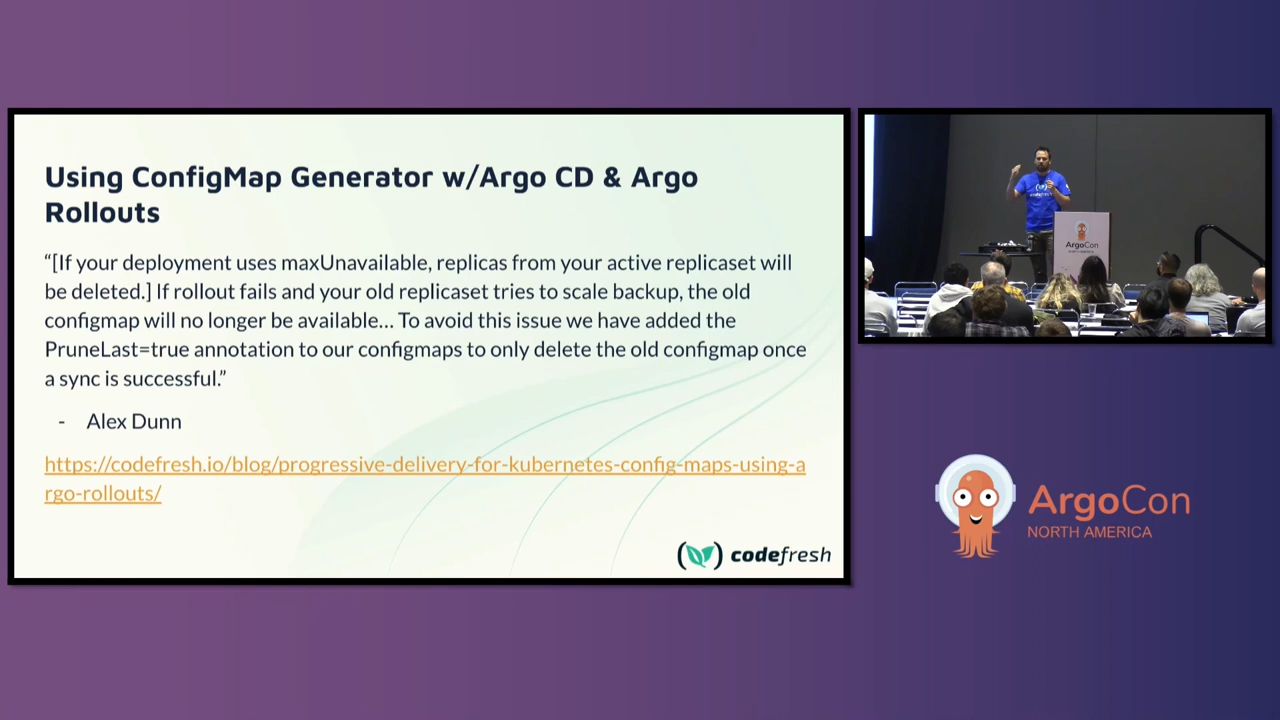 Using ConfigMap Generator w/Argo CD & Argo
Rollouts
“[If your deployment uses maxUnavailable, replicas from your active replicaset will
be deleted.] If rollout fails and your old replicaset tries to scale backup, the old
configmap will no longer be available... To avoid this issue we have added the
PruneLast=true annotation to our configmaps to only delete the old configmap once
a sync is successful.”
- Alex Dunn
https://codefresh.io/blog/progressive-delivery-for-kubernetes-config-maps-using-a
rgo-rollouts/
codefresh
ArgoCon
ArgoCon
NORTH AMERICA